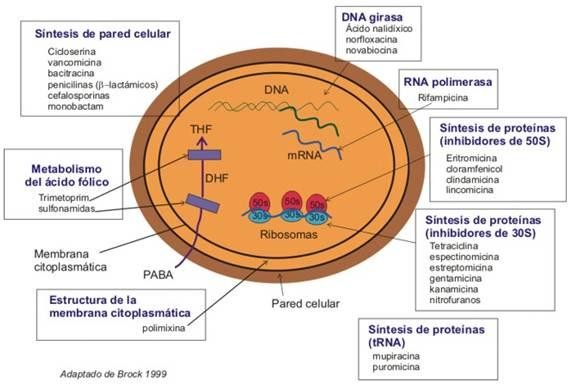 Síntesis de pared celular
Cicloserina
vancomicina
bacitracina
penicilinas (β–lactámicos)
cefalosporinas
monobactam
DNA girasa
Ácido nalidíxico
norfloxacina
novabiocina
RNA polimerasa
Rifampicina
DNA
mRNA
THF
DHF
PABA
Metabolismo
del ácido fólico
Trimetoprim,
sulfonamidas
Síntesis de proteínas
(inhibidores de 50S)
Eritromicina
cloramfenicol
clindamicina
lincomicina
50s
50s
50s
30s
30s
30s
Ribosomas
Síntesis de proteínas
(inhibidores de 30S)
Tetraciclina
espectinomicina
estreptomicina
gentamicina
kanamicina
nitrofuranos
Membrana
citoplasmática
Estructura de la
membrana citoplasmática
polimixina
Pared celular
Síntesis de proteínas
(tRNA)
mupiracina
puromicina
Adaptado de Brock 1999